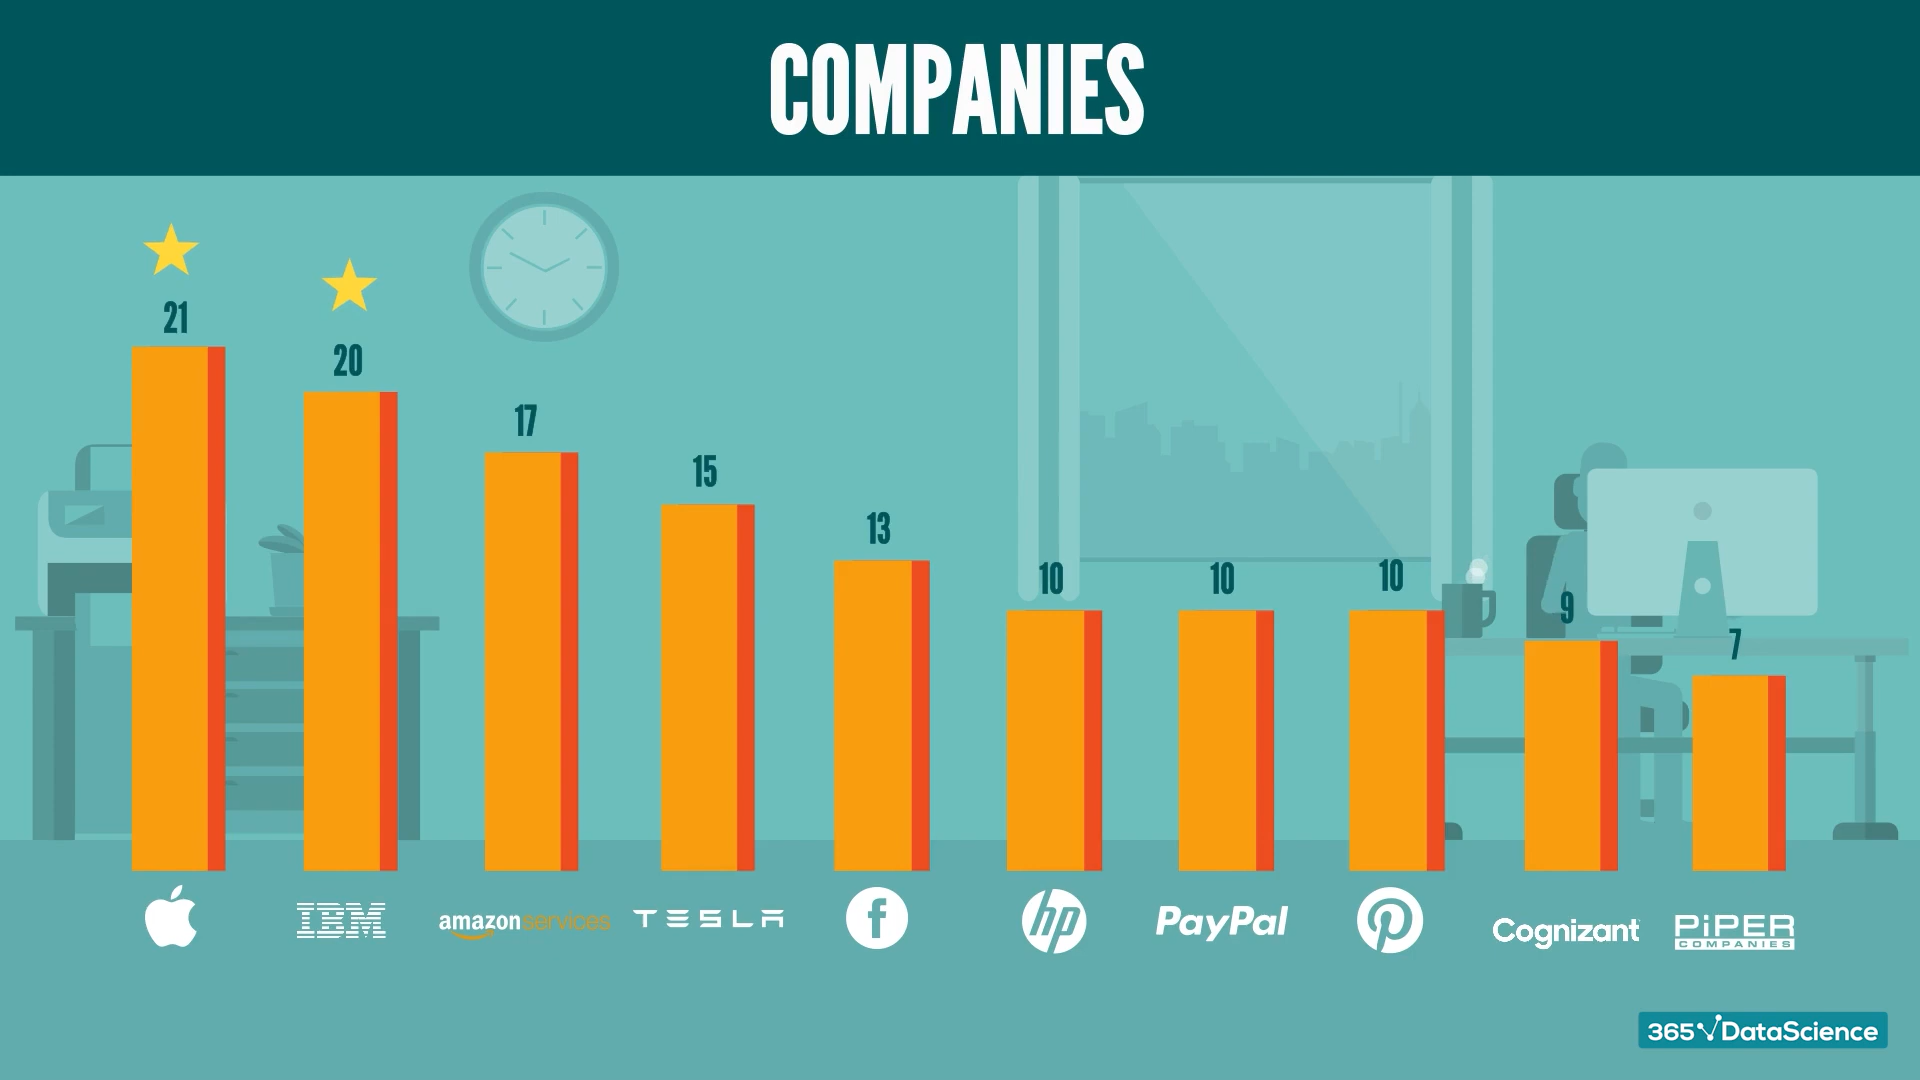 COMPANIES
21
20
17
15
13
10
10
10
9
7
IBM
amazonservices
TESLA
f
hp
PayPal
P
Cognizant
PiPER
COMPANIES
365 DataScience